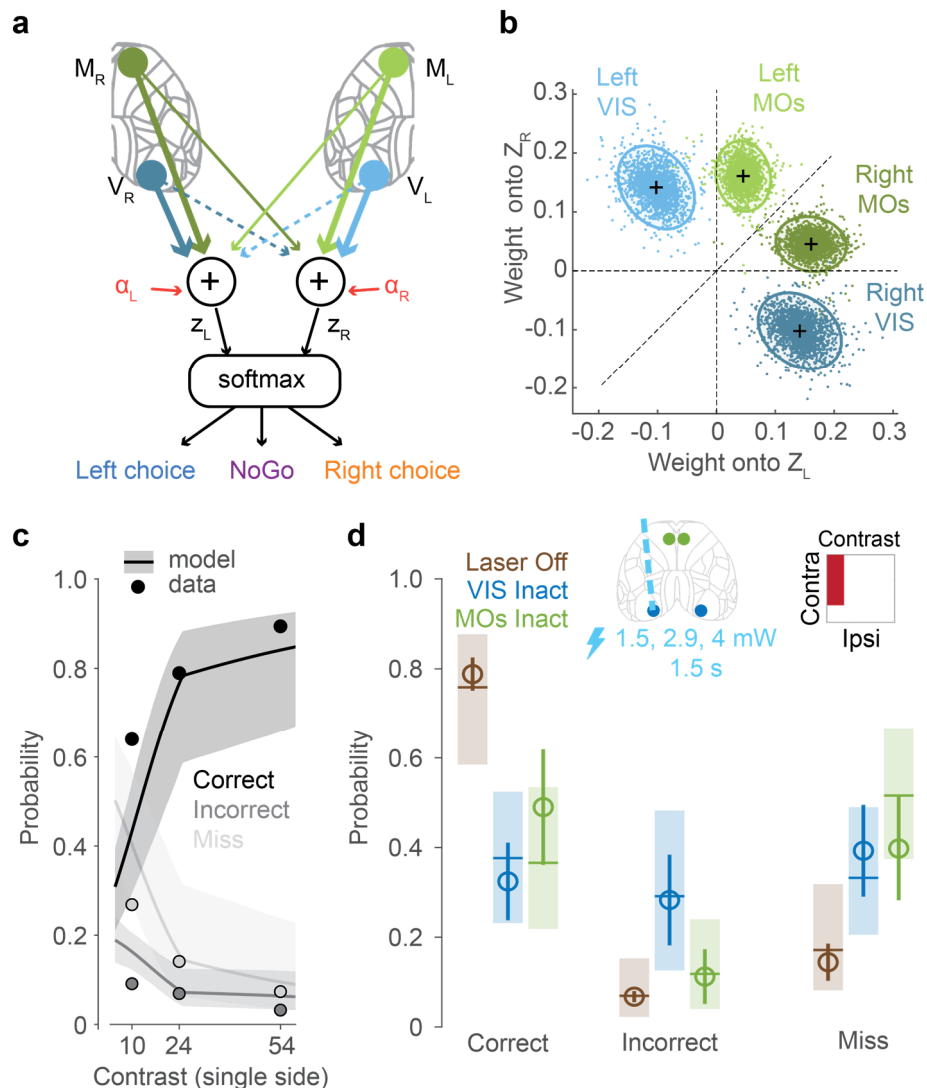 a
M_R
M_L
V_R
V_L
+
+
α_L
α_R
z_L
z_R
softmax
Left choice
NoGo
Right choice
b
Left
VIS
Left
MOs
Right
MOs
Right
VIS
Weight onto Z_R
0.3
0.2
0.1
0
-0.1
-0.2
-0.2
-0.1
0
0.1
0.2
0.3
Weight onto Z_L
c
model
data
Probability
1.0
0.8
0.6
0.4
0.2
0
Correct
Incorrect
Miss
10
24
54
Contrast (single side)
d
Laser Off
VIS Inact
MOs Inact
1.5, 2.9, 4 mW
1.5 s
Contrast
Contra
Ipsi
Probability
1.0
0.8
0.6
0.4
0.2
0
Correct
Incorrect
Miss